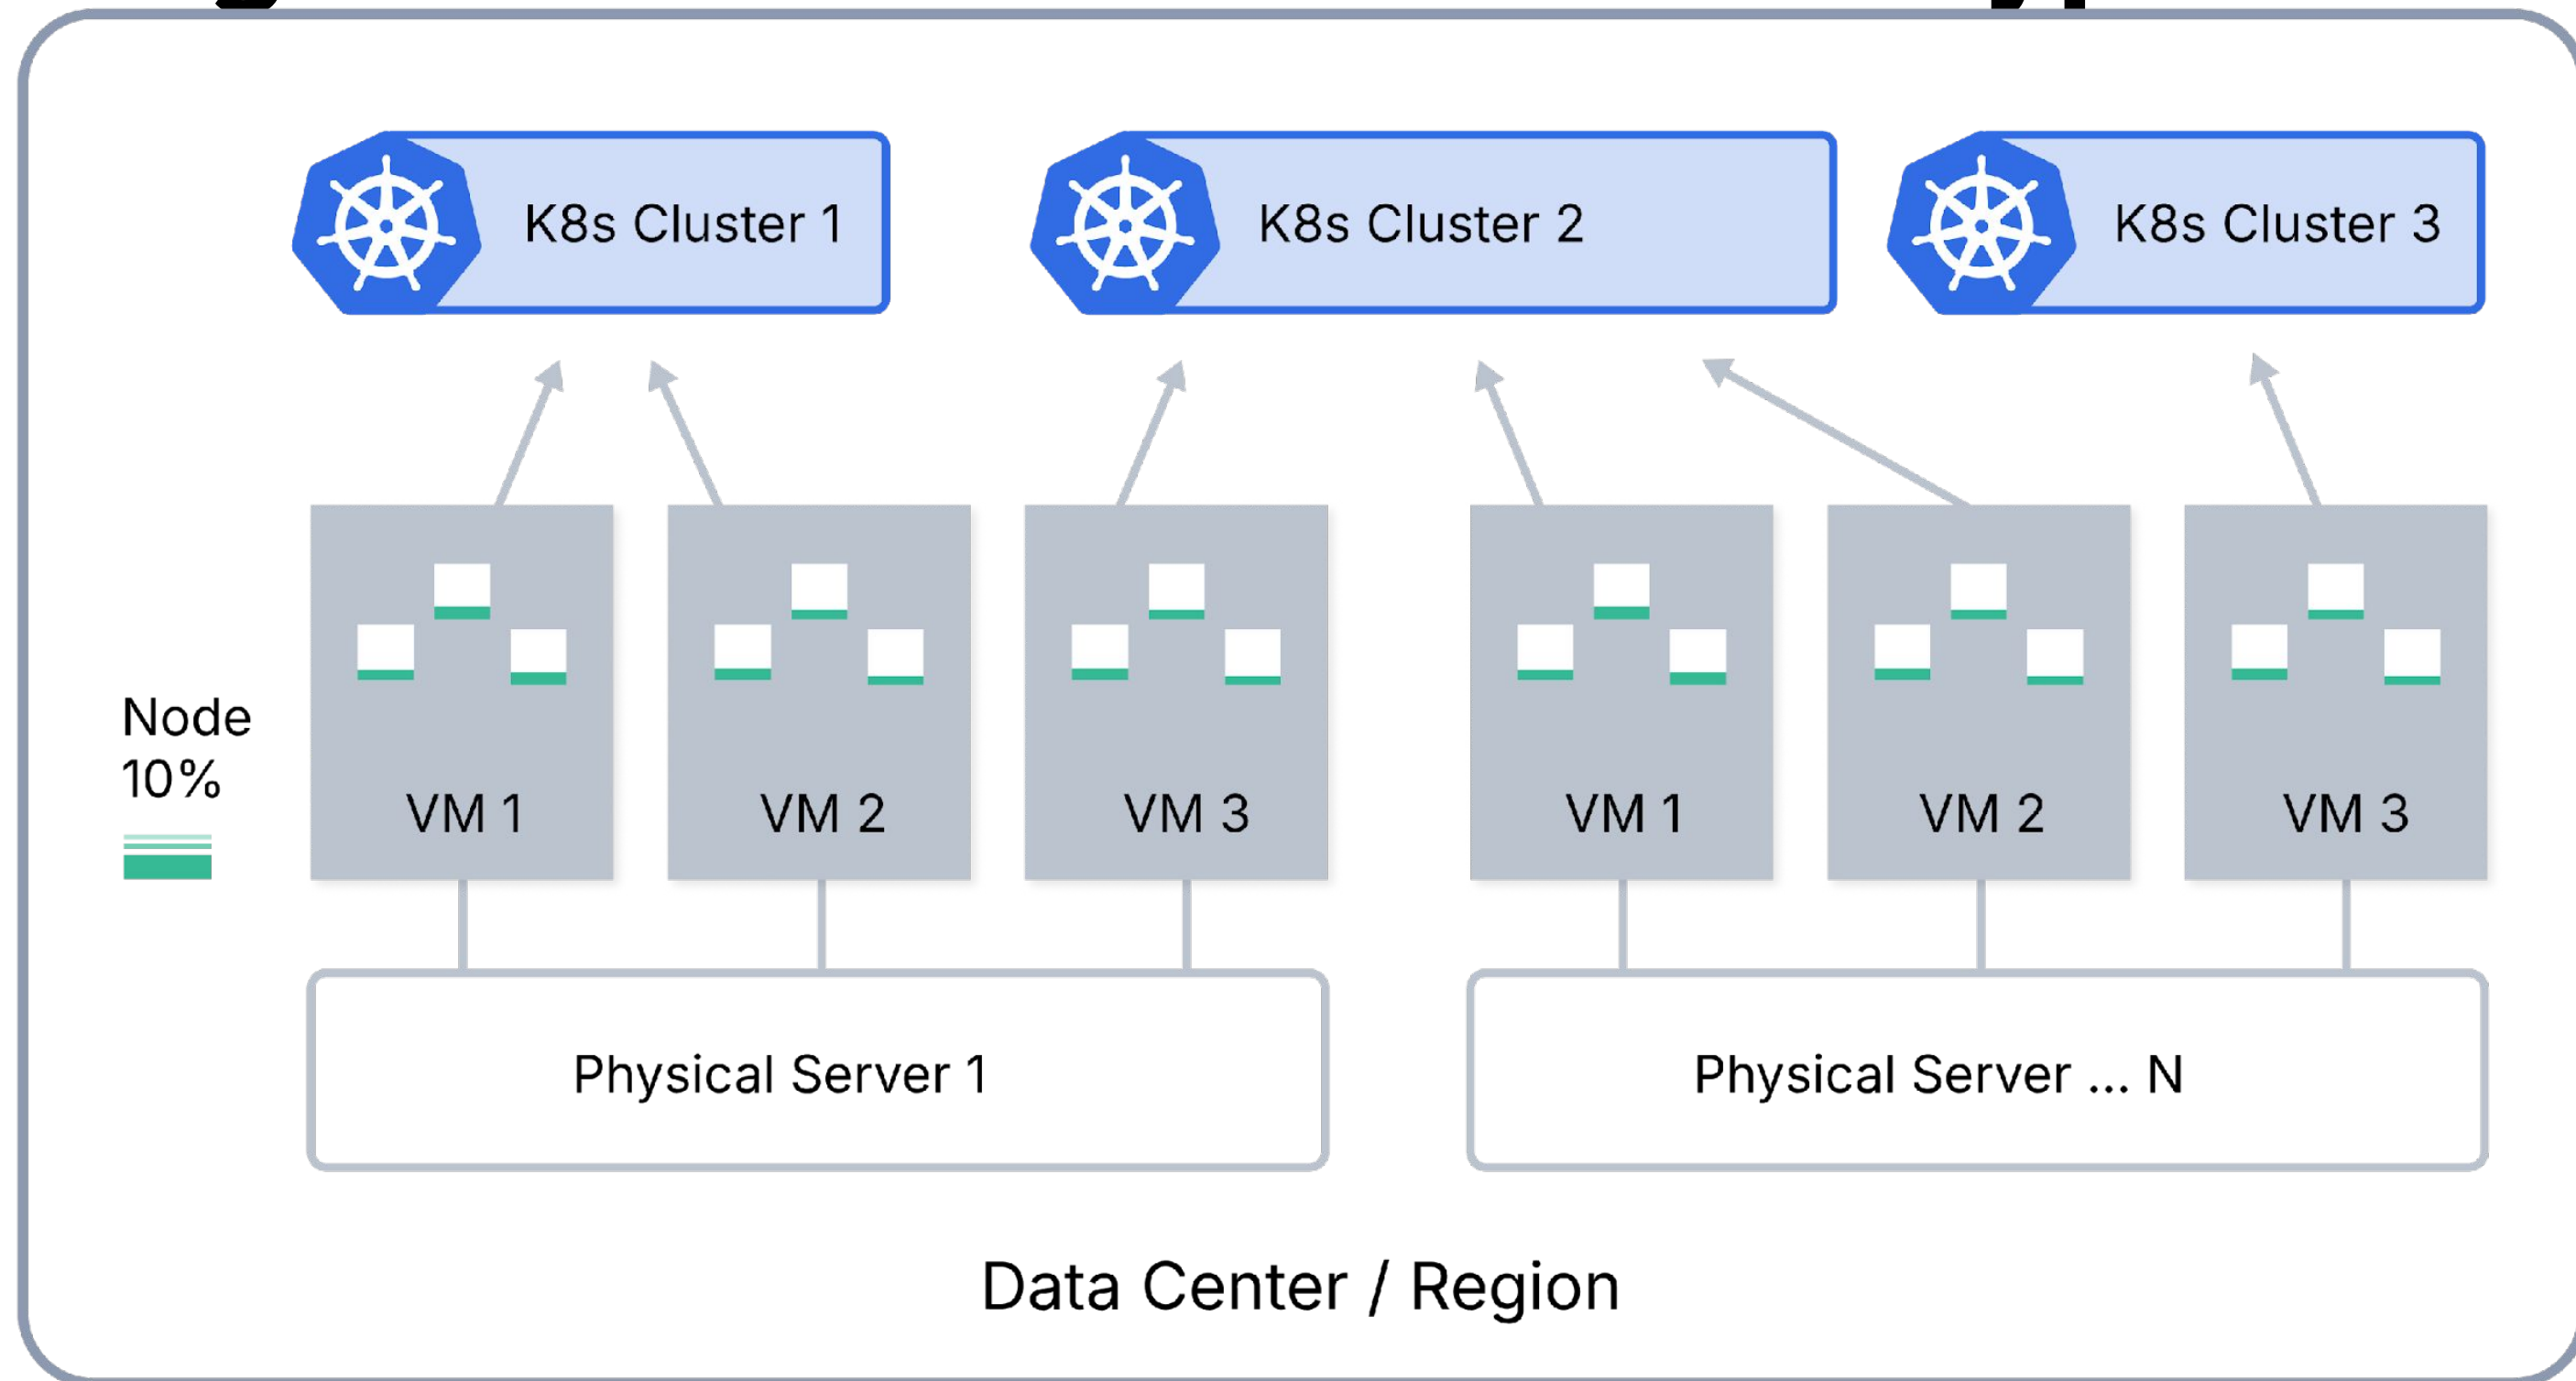 K8s Cluster 1
K8s Cluster 2
K8s Cluster 3
Node
10%
VM 1
VM 2
VM 3
VM 1
VM 2
VM 3
Physical Server 1
Physical Server ... N
Data Center / Region